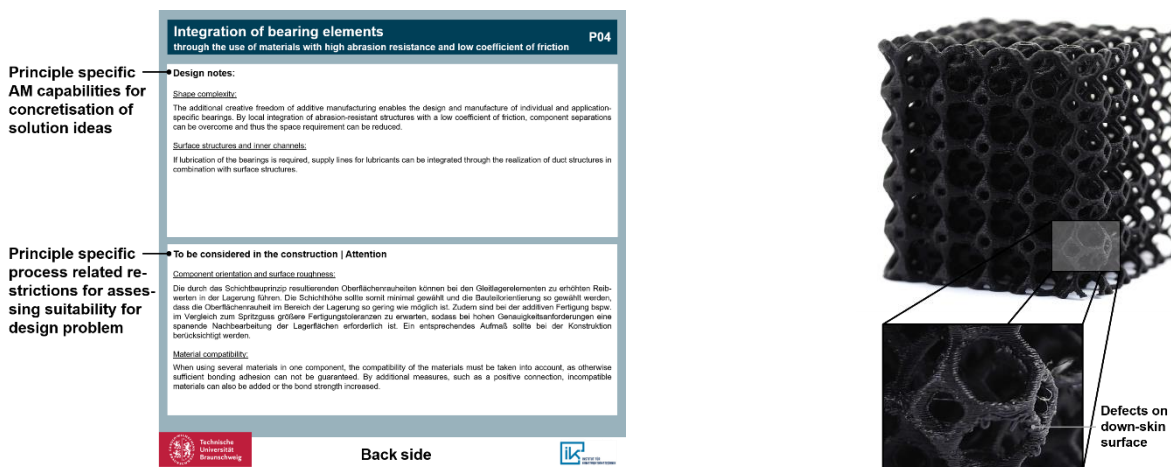 Integration of bearing elements
through the use of materials with high abrasion resistance and low coefficient of friction
P04
Principle specific
AM capabilities for
concretisation of
solution ideas
Design notes:
Shape complexity:
The additional creative freedom of additive manufacturing enables the design and manufacture of individual and application-
specific bearings. By local integration of abrasion-resistant structures with a low coefficient of friction, component separations
can be overcome and thus the space requirement can be reduced.
Surface structures and inner channels:
If lubrication of the bearings is required, supply lines for lubricants can be integrated through the realization of duct structures in
combination with surface structures.
Principle specific
process related re-
strictions for asses-
sing suitability for
design problem
To be considered in the construction | Attention
Component orientation and surface roughness:
Die durch das Schichtbauprinzip resultierenden Oberflächenrauheiten können bei den Gleitlagerelementen zu erhöhten Reib-
werten in der Lagerung führen. Die Schichthöhe sollte somit minimal gewählt und die Bauteilorientierung so gewählt werden,
dass die Oberflächenrauheit im Bereich der Lagerung so gering wie möglich ist. Zudem sind bei der additiven Fertigung bspw.
im Vergleich zum Spritzguss größere Fertigungstoleranzen zu erwarten, sodass bei hohen Genauigkeitsanforderungen eine
spanende Nachbearbeitung der Lagerflächen erforderlich ist. Ein entsprechendes Aufmaß sollte bei der Konstruktion
berücksichtigt werden.
Material compatibility:
When using several materials in one component, the compatibility of the materials must be taken into account, as otherwise
sufficient bonding adhesion can not be guaranteed. By additional measures, such as a positive connection, incompatible
materials can also be added or the bond strength increased.
Technische
Universität
Braunschweig
Back side
ik
INSTITUT FÜR
KONSTRUKTIONSTECHNIK
Defects on
down-skin
surface